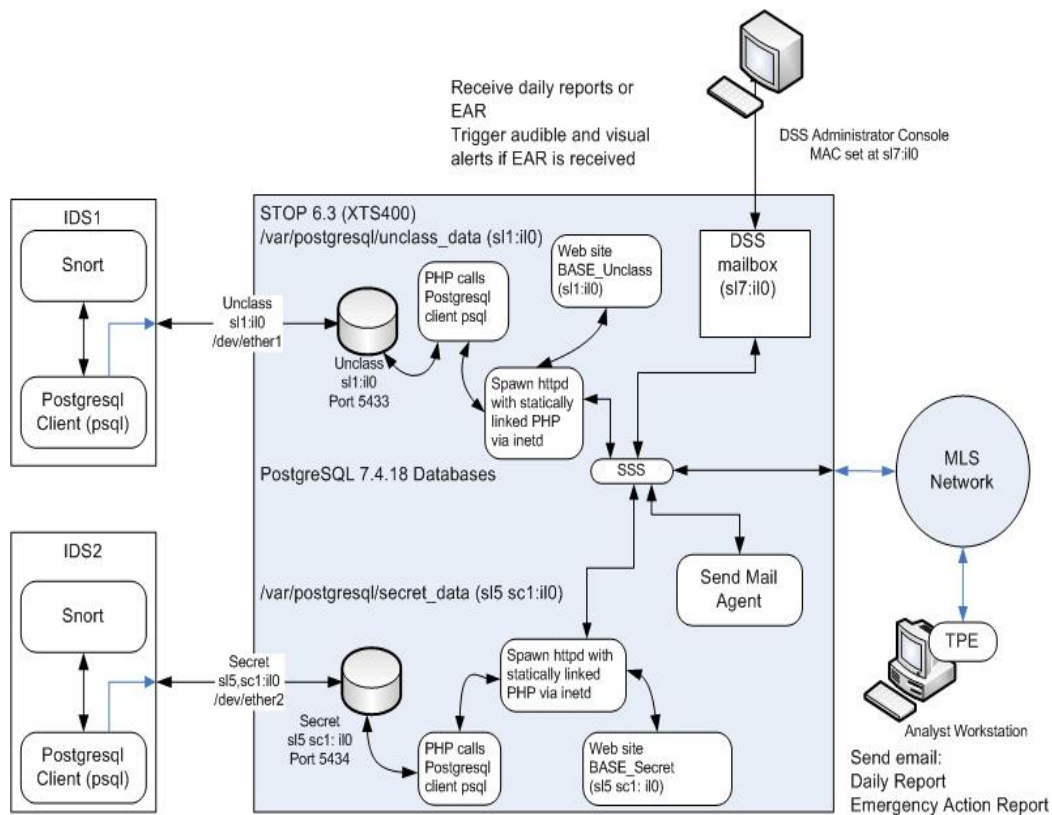 Receive daily reports or
EAR
Trigger audible and visual
alerts if EAR is received
DSS Administrator Console
MAC set at sl7:il0
IDS1
Snort
Postgresql
Client (psql)
Unclass
sl1:il0
/dev/ether1
STOP 6.3 (XTS400)
/var/postgresql/unclass_data (sl1:il0)
Unclass
sl1:il0
Port 5433
PHP calls
Postgresql
client psql
Web site
BASE_Unclass
(sl1:il0)
Spawn httpd
with statically
linked PHP
via inetd
DSS
mailbox
(sl7:il0)
SSS
PostgreSQL 7.4.18 Databases
MLS
Network
Send Mail
Agent
TPE
Analyst Workstation
Send email:
Daily Report
Emergency Action Report
IDS2
Snort
Postgresql
Client (psql)
Secret
sl5,sc1:il0
/dev/ether2
/var/postgresql/secret_data (sl5 sc1:il0)
Secret
sl5 sc1: il0
Port 5434
Spawn httpd with
statically linked
PHP via inetd
PHP calls
Postgresql
client psql
Web site
BASE_Secret
(sl5 sc1: il0)